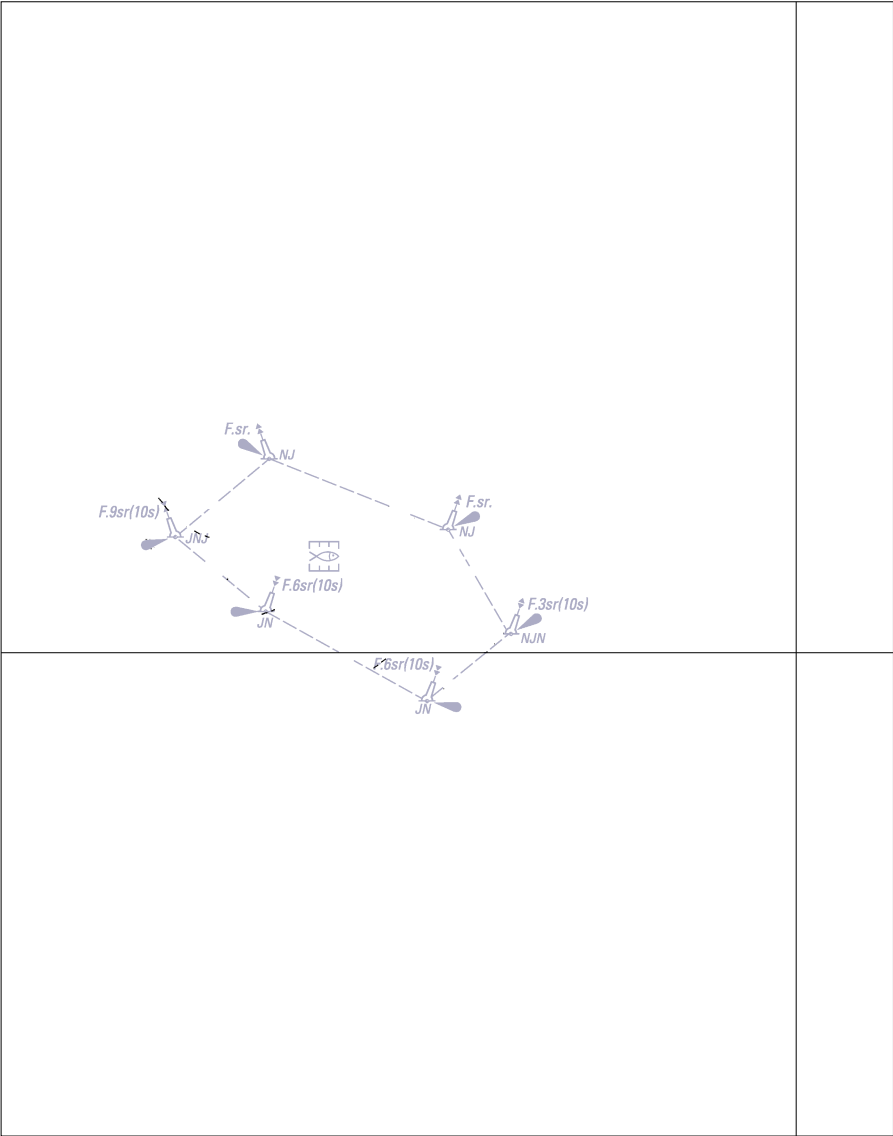 F.sr.
NJ
F.sr.
NJ
F.9sr(10s)
JNJ
F.6sr(10s)
JN
F.3sr(10s)
NJN
F.6sr(10s)
JN